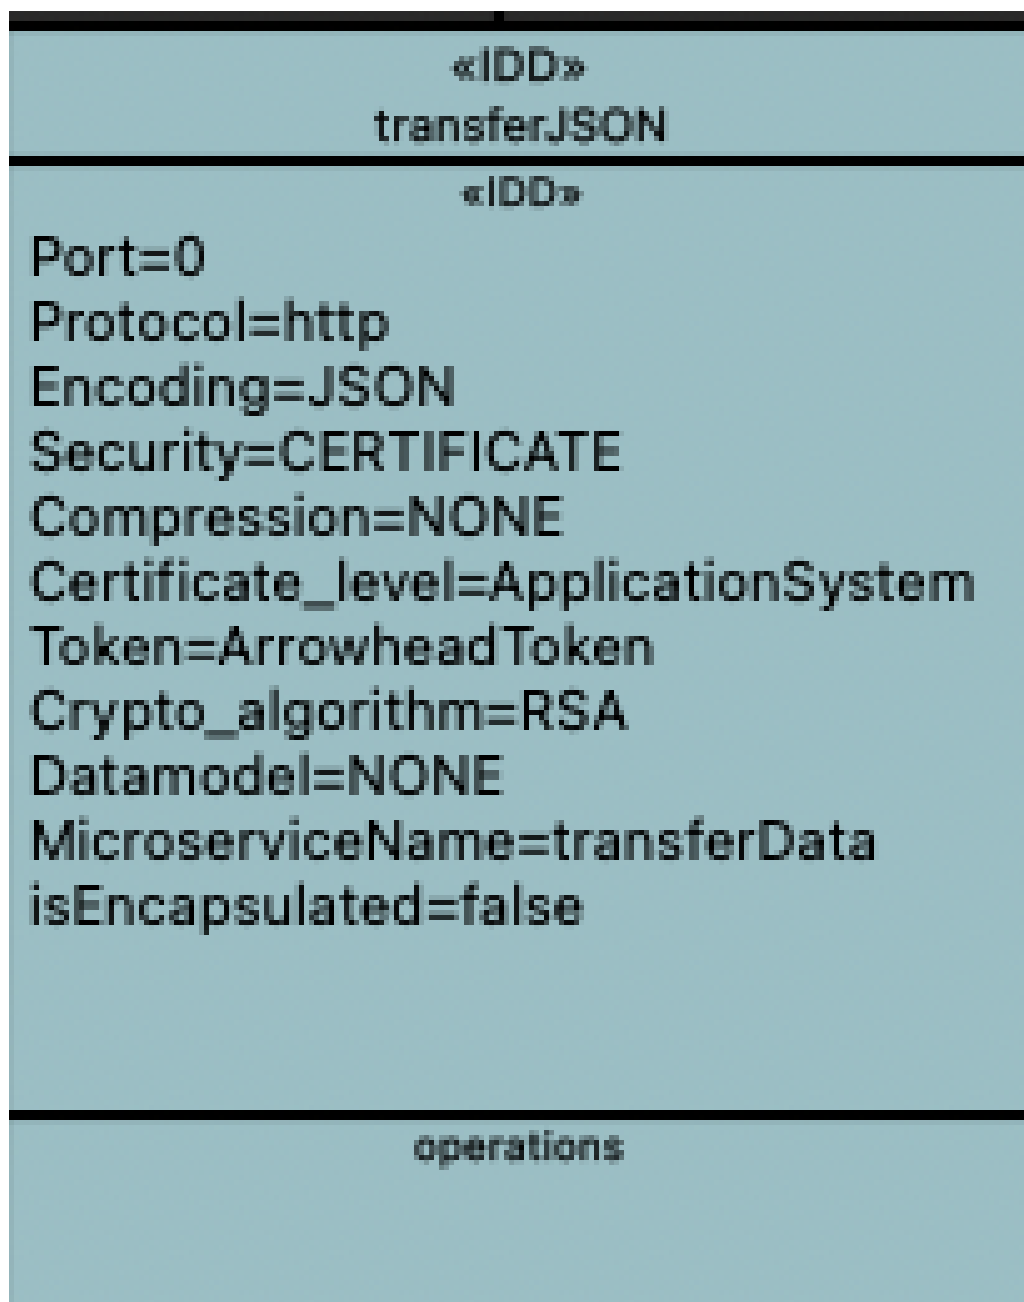 «IDD»
transferJSON
«IDD»
Port=0
Protocol=http
Encoding=JSON
Security=CERTIFICATE
Compression=NONE
Certificate_level=ApplicationSystem
Token=ArrowheadToken
Crypto_algorithm=RSA
Datamodel=NONE
MicroserviceName=transferData
isEncapsulated=false
operations